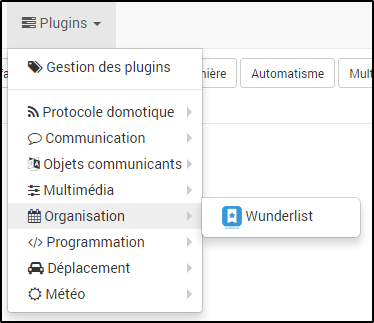 Plugins
Gestion des plugins
Automatisme
Protocole domotique
Communication
Objets communicants
Multimédia
Organisation
Wunderlist
Programmation
Déplacement
Météo